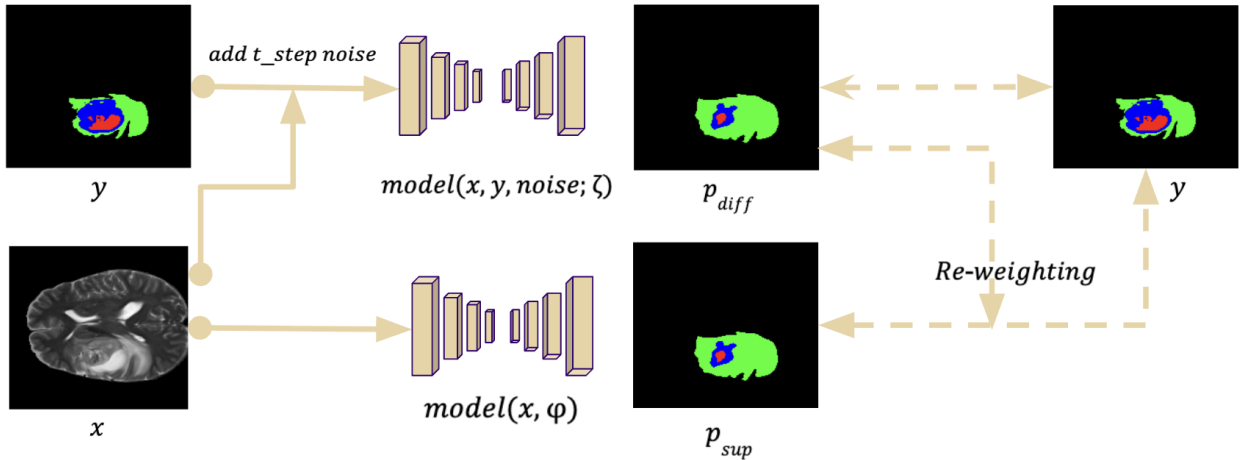 add t_step noise
y
model(x, y, noise; ζ)
p_diff
y
Re-weighting
x
model(x, φ)
p_sup